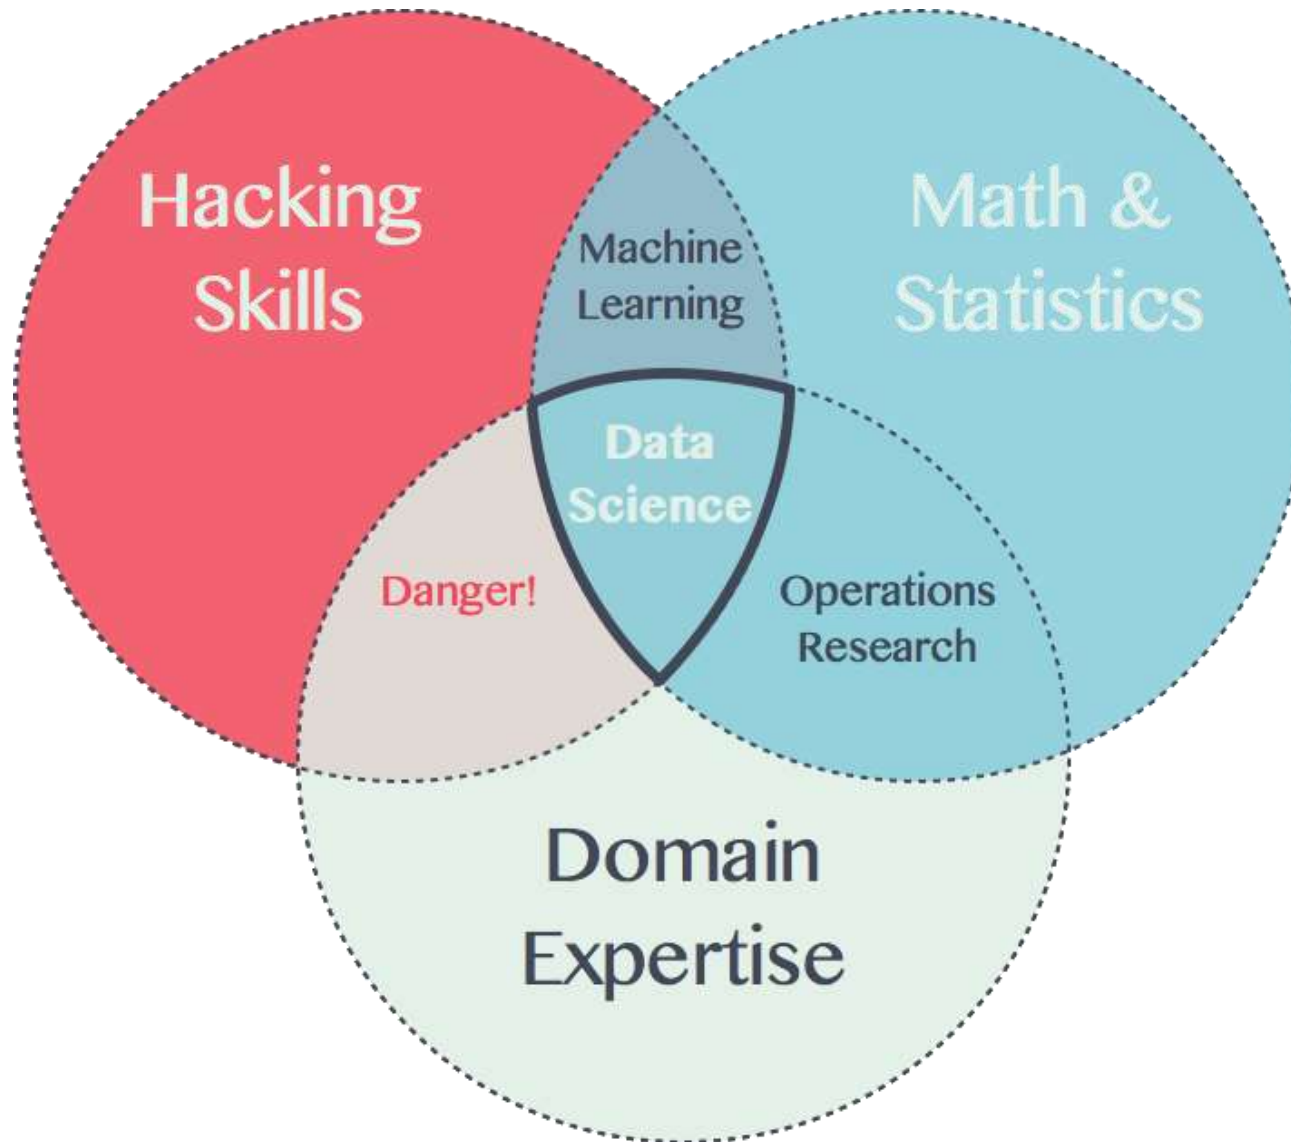 Hacking
Skills
Math &
Statistics
Machine
Learning
Data
Science
Danger!
Operations
Research
Domain
Expertise